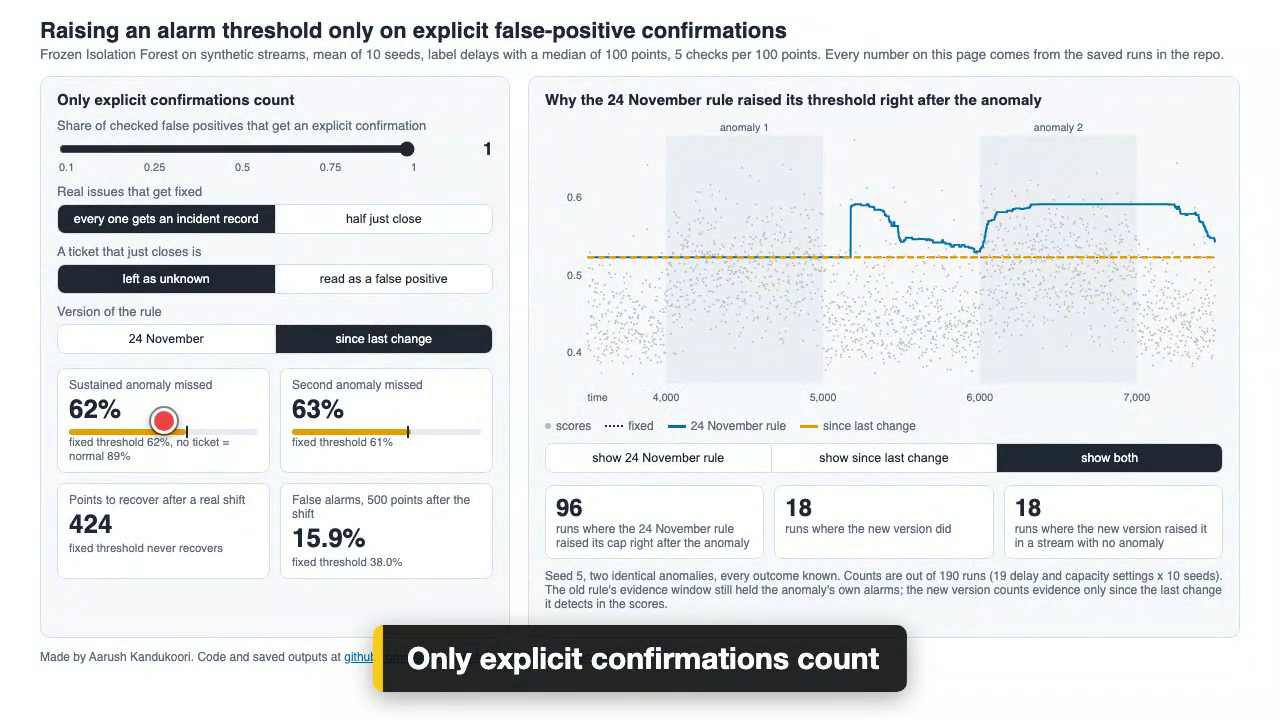 Raising an alarm threshold only on explicit false-positive confirmations
Frozen Isolation Forest on synthetic streams, mean of 10 seeds, label delays with a median of 100 points, 5 checks per 100 points. Every number on this page comes from the saved runs in the repo.
Only explicit confirmations count
Share of checked false positives that get an explicit confirmation
1
0.1 0.25 0.5 0.75 1
Real issues that get fixed
every one gets an incident record half just close
A ticket that just closes is
left as unknown read as a false positive
Version of the rule
24 November since last change
Sustained anomaly missed
62%
fixed threshold 62%, no ticket =
normal 89%
Second anomaly missed
63%
fixed threshold 61%
Points to recover after a real shift
424
fixed threshold never recovers
False alarms, 500 points after the
shift
15.9%
fixed threshold 38.0%
Why the 24 November rule raised its threshold right after the anomaly
anomaly 1 anomaly 2
0.6
0.5
0.4
time 4,000 5,000 6,000 7,000
scores fixed 24 November rule since last change
show 24 November rule show since last change show both
96
runs where the 24 November rule
raised its cap right after the anomaly
18
runs where the new version did
18
runs where the new version raised it
in a stream with no anomaly
Seed 5, two identical anomalies, every outcome known. Counts are out of 190 runs (19 delay and capacity settings x 10 seeds).
The old rule's evidence window still held the anomaly's own alarms; the new version counts evidence only since the last change
it detects in the scores.
Made by Aarush Kandukoori. Code and saved outputs at github
Only explicit confirmations count